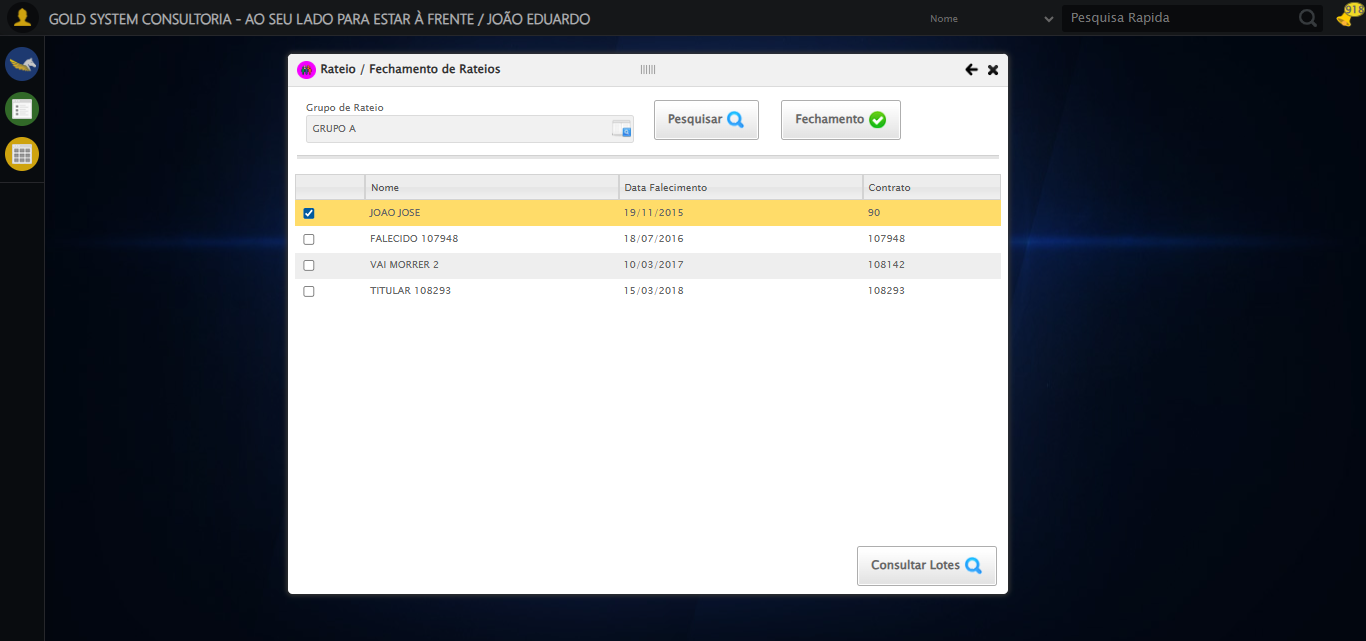 GOLD SYSTEM CONSULTORIA - AO SEU LADO PARA ESTAR À FRENTE / JOÃO EDUARDO
Nome
Pesquisa Rapida
918
Rateio / Fechamento de Rateios
Grupo de Rateio
GRUPO A
Pesquisar
Fechamento
Nome Data Falecimento Contrato
JOAO JOSE 19/11/2015 90
FALECIDO 107948 18/07/2016 107948
VAI MORRER 2 10/03/2017 108142
TITULAR 108293 15/03/2018 108293
Consultar Lotes